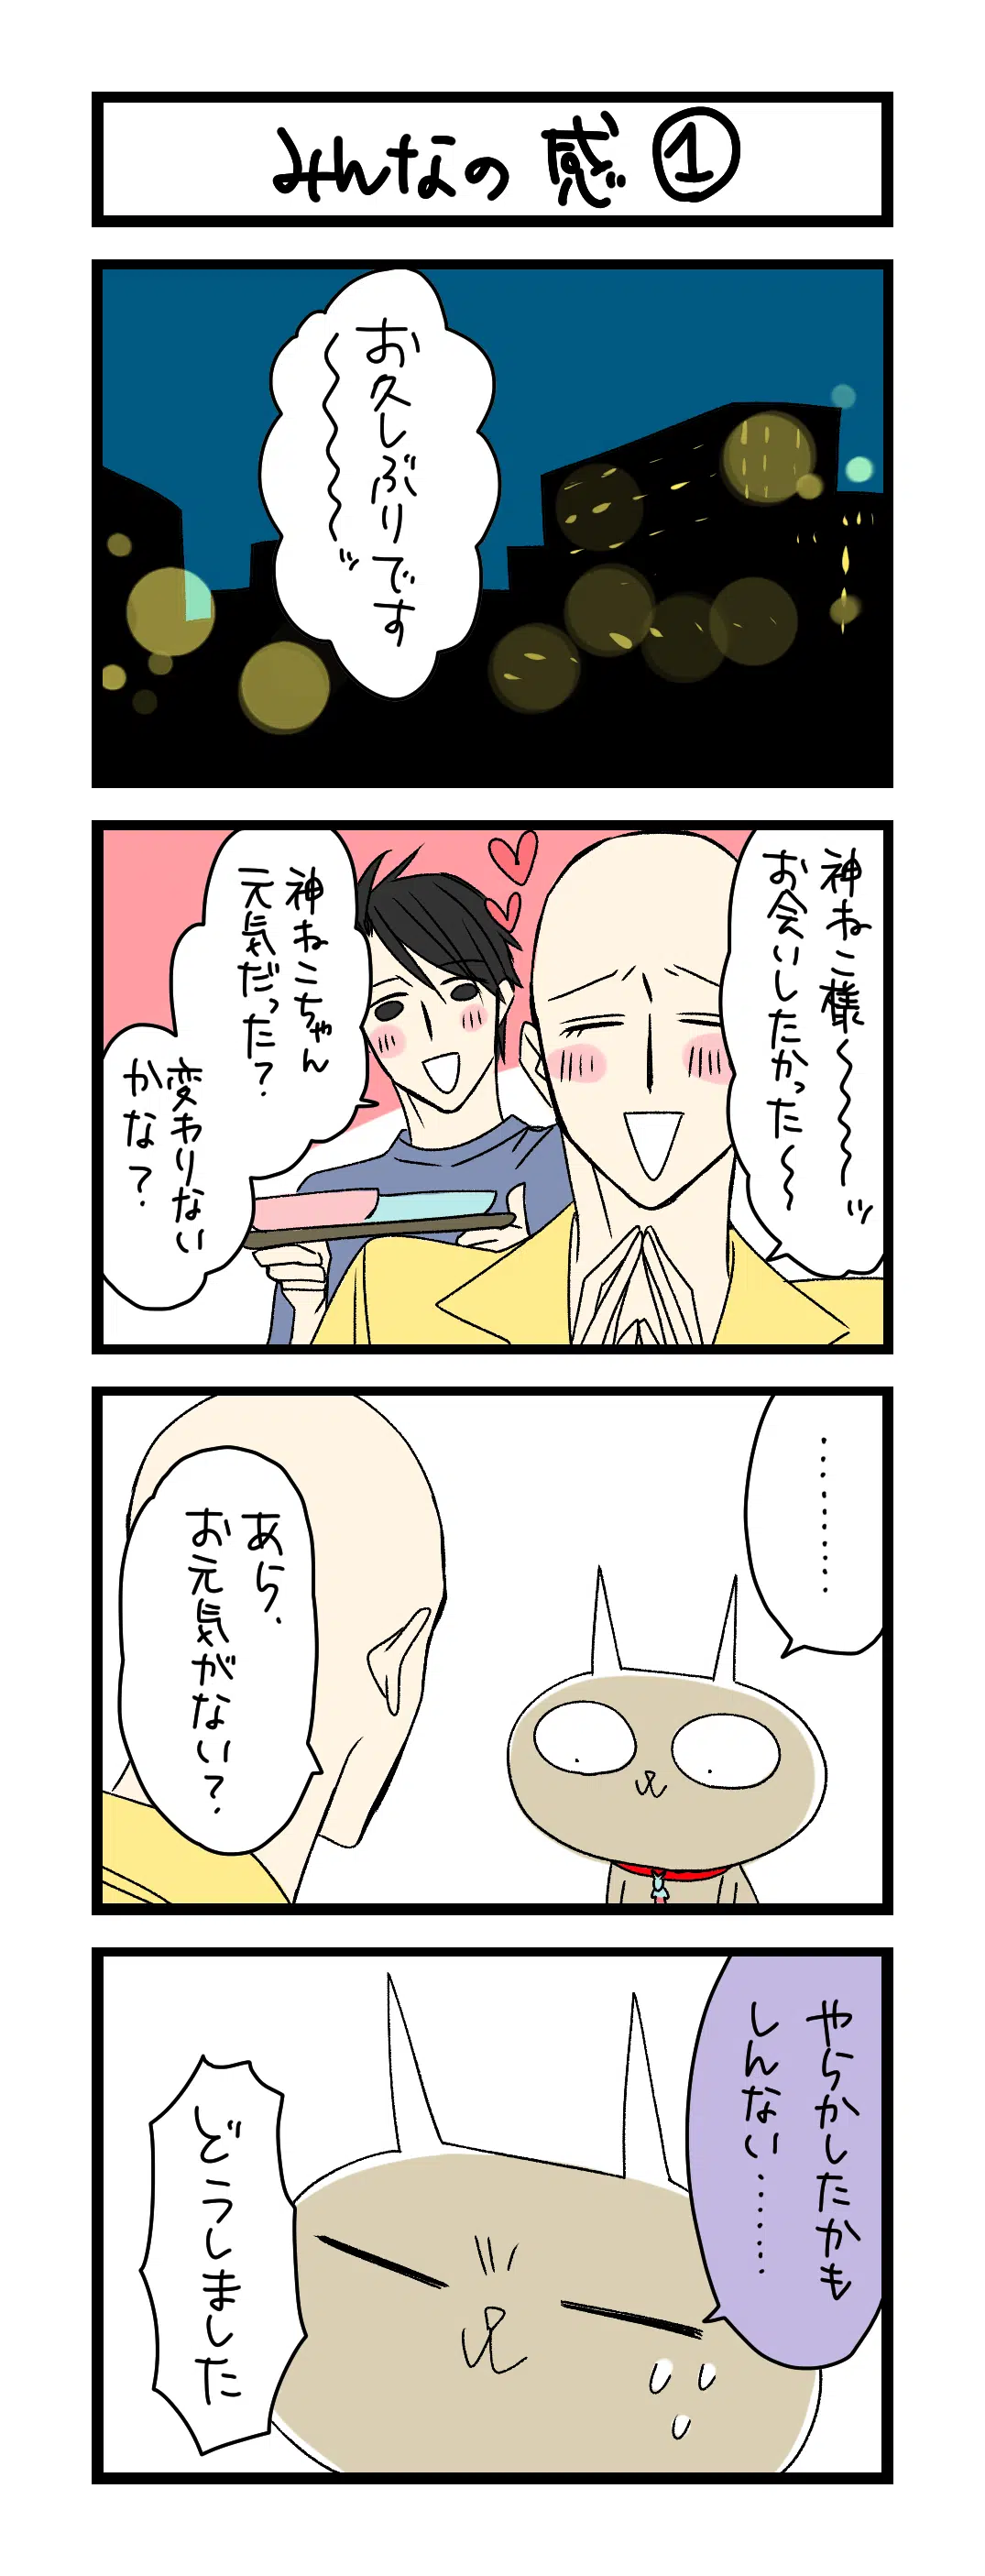 みんなの感①
お久しぶりです
〜〜〜〜〜ッ
神ねこ様〜〜〜〜ッ
お会いしたかった〜〜
神ねこちゃん
元気だった?
変わりない
かな?
…………
あら、
お元気がない?
やらかしたかも
しんない………
どうしました